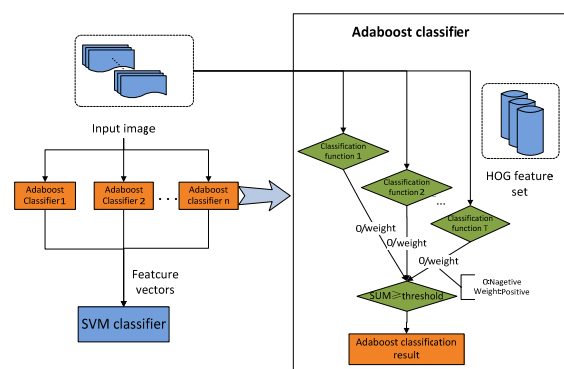 Adaboost classifier
Input image
Classification
function 1
HOG feature
set
Adaboost
Classifier 1
Adaboost
Classifier 2
. . .
Adaboost
classifier n
Classification
function 2
...
Classification
function T
0/weight
0/weight
0/weight
Featcure
vectors
SUM≥threshold
0:Nagetive
Weight:Positive
SVM classifier
Adaboost classification
result